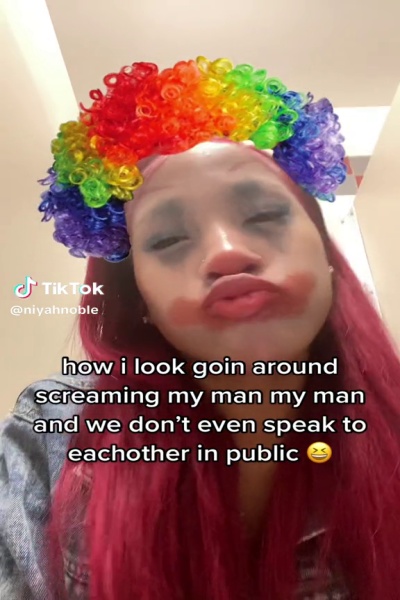 TikTok
@niyahnoble
how i look goin around
screaming my man my man
and we don't even speak to
eachother in public 😆